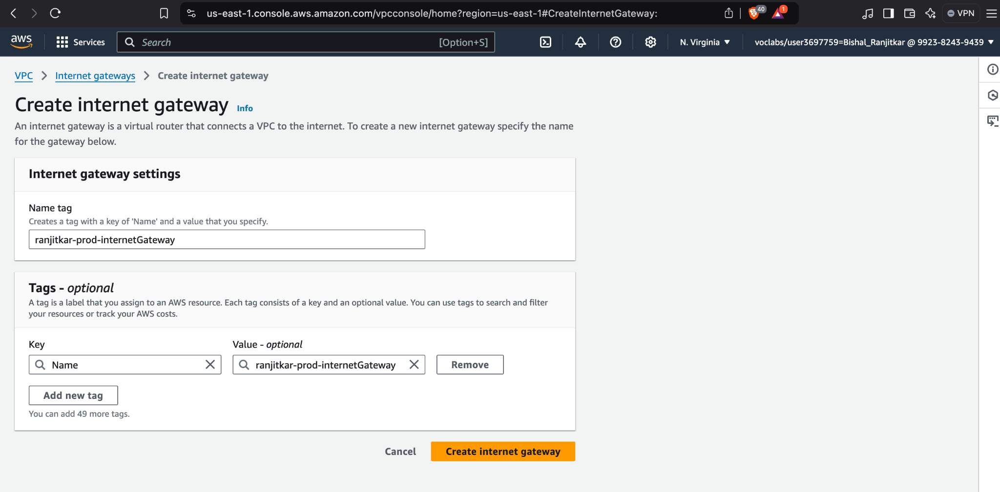 us-east-1.console.aws.amazon.com/vpcconsole/home?region=us-east-1#CreateInternetGateway:
40
1
VPN
aws
Services
Search
[Option+S]
N. Virginia
voclabs/user3697759=Bishal_Ranjitkar @ 9923-8243-9439
VPC
Internet gateways
Create internet gateway
Create internet gateway
Info
An internet gateway is a virtual router that connects a VPC to the internet. To create a new internet gateway specify the name
for the gateway below.
Internet gateway settings
Name tag
Creates a tag with a key of 'Name' and a value that you specify.
ranjitkar-prod-internetGateway
Tags - optional
A tag is a label that you assign to an AWS resource. Each tag consists of a key and an optional value. You can use tags to search and filter
your resources or track your AWS costs.
Key
Value - optional
Name
ranjitkar-prod-internetGateway
Remove
Add new tag
You can add 49 more tags.
Cancel
Create internet gateway